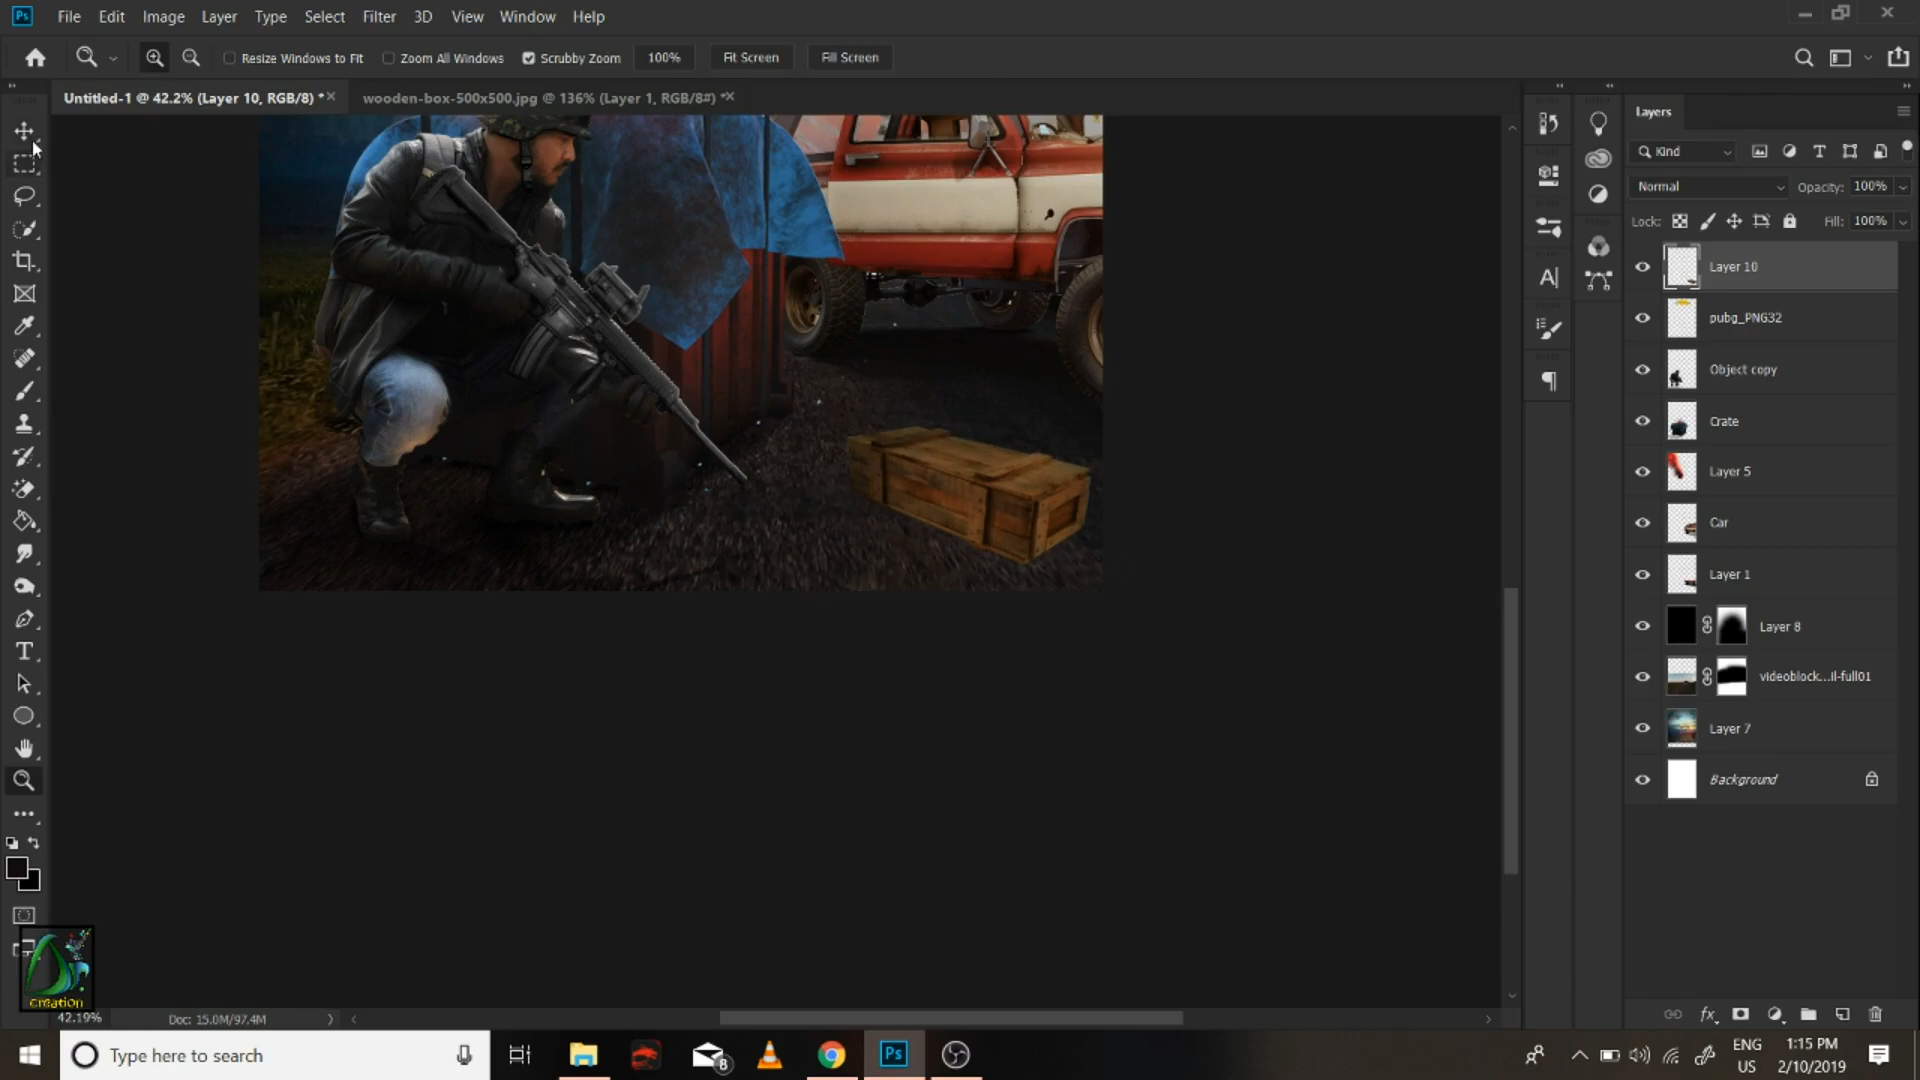 Ps File Edit Image Layer Type Select Filter 3D View Window Help
Resize Windows to Fit Zoom All Windows Scrubby Zoom 100% Fit Screen Fill Screen
Untitled-1 @ 42.2% (Layer 10, RGB/8) * wooden-box-500x500.jpg @ 136% (Layer 1, RGB/8#) *
Layers
Kind
Normal Opacity: 100%
Lock: Fill: 100%
Layer 10
pubg_PNG32
Object copy
Crate
Layer 5
Car
Layer 1
Layer 8
videoblock...il-full01
Layer 7
Background
creation
42.19% Doc: 15.0M/97.4M
Type here to search
8
Ps
ENG
US
1:15 PM
2/10/2019